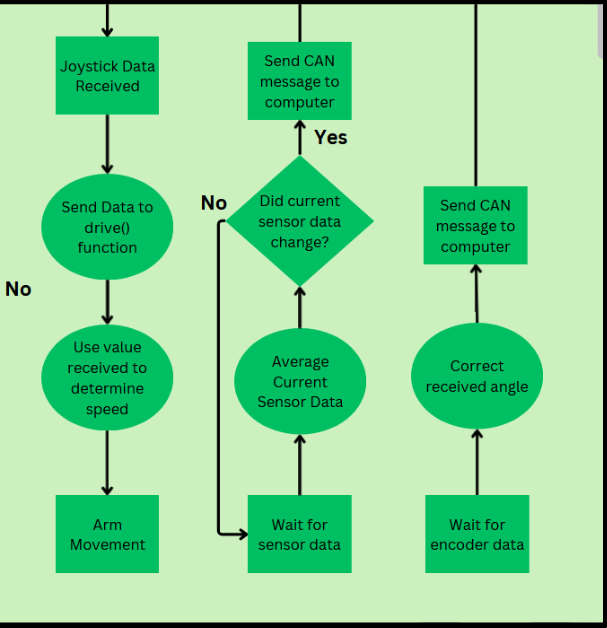 Joystick Data
Received
Send Data to
drive()
function
No
Use value
received to
determine
speed
Arm
Movement
Send CAN
message to
computer
Yes
No
Did current
sensor data
change?
Average
Current
Sensor Data
Wait for
sensor data
Send CAN
message to
computer
Correct
received angle
Wait for
encoder data